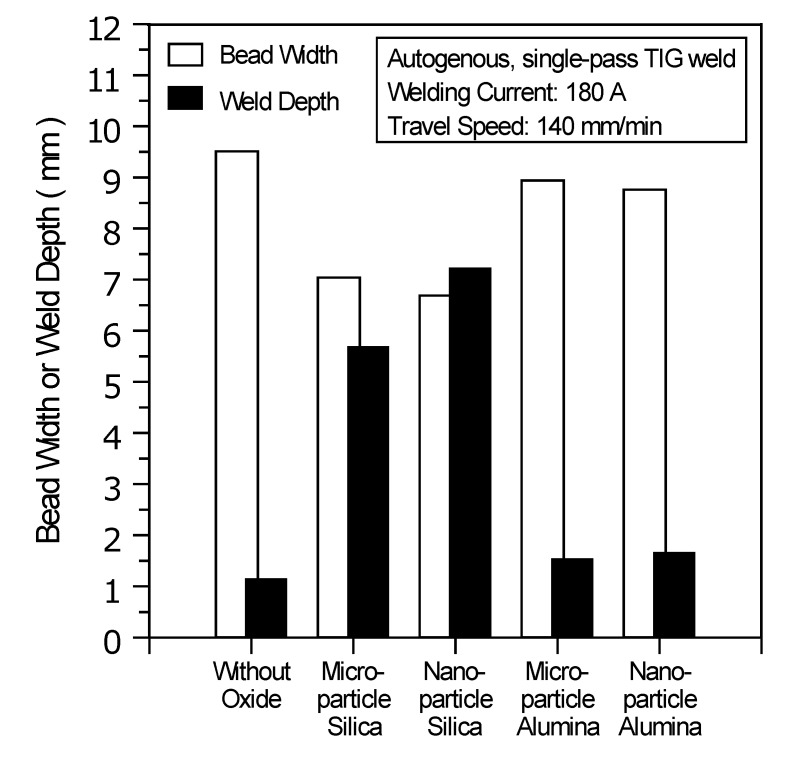 12
11
10
9
8
7
6
5
4
3
2
1
0
Bead Width or Weld Depth ( mm )
Bead Width
Weld Depth
Autogenous, single-pass TIG weld
Welding Current: 180 A
Travel Speed: 140 mm/min
Without
Oxide
Micro-
particle
Silica
Nano-
particle
Silica
Micro-
particle
Alumina
Nano-
particle
Alumina